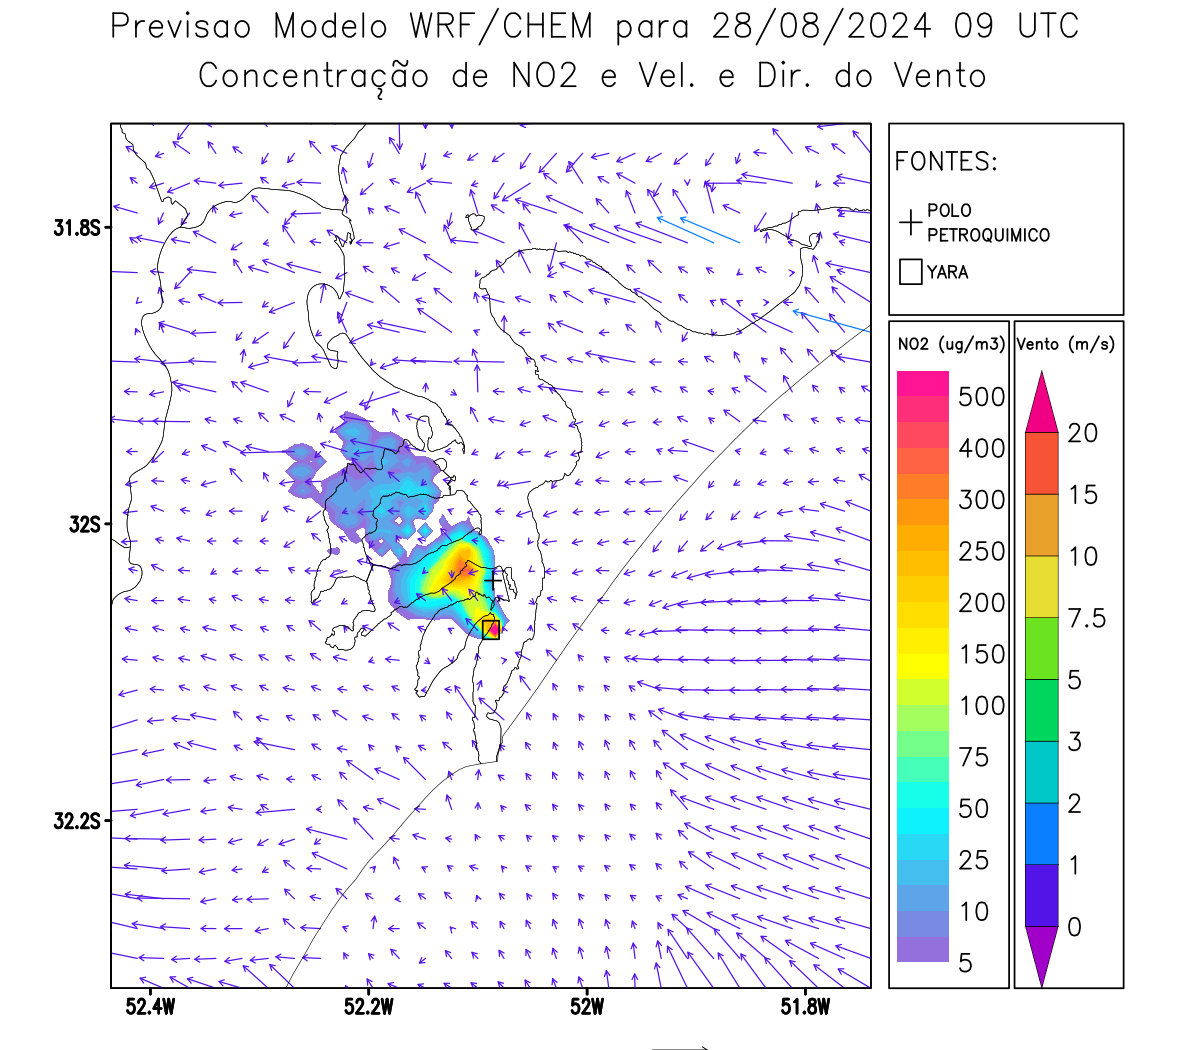 Previsao Modelo WRF/CHEM para 28/08/2024 09 UTC
Concentração de NO2 e Vel. e Dir. do Vento
FONTES:
POLO
PETROQUIMICO
YARA
NO2 (ug/m3)
500
400
300
250
200
150
100
75
50
25
10
5
Vento (m/s)
20
15
10
7.5
5
3
2
1
0
31.8S
32S
32.2S
52.4W
52.2W
52W
51.8W